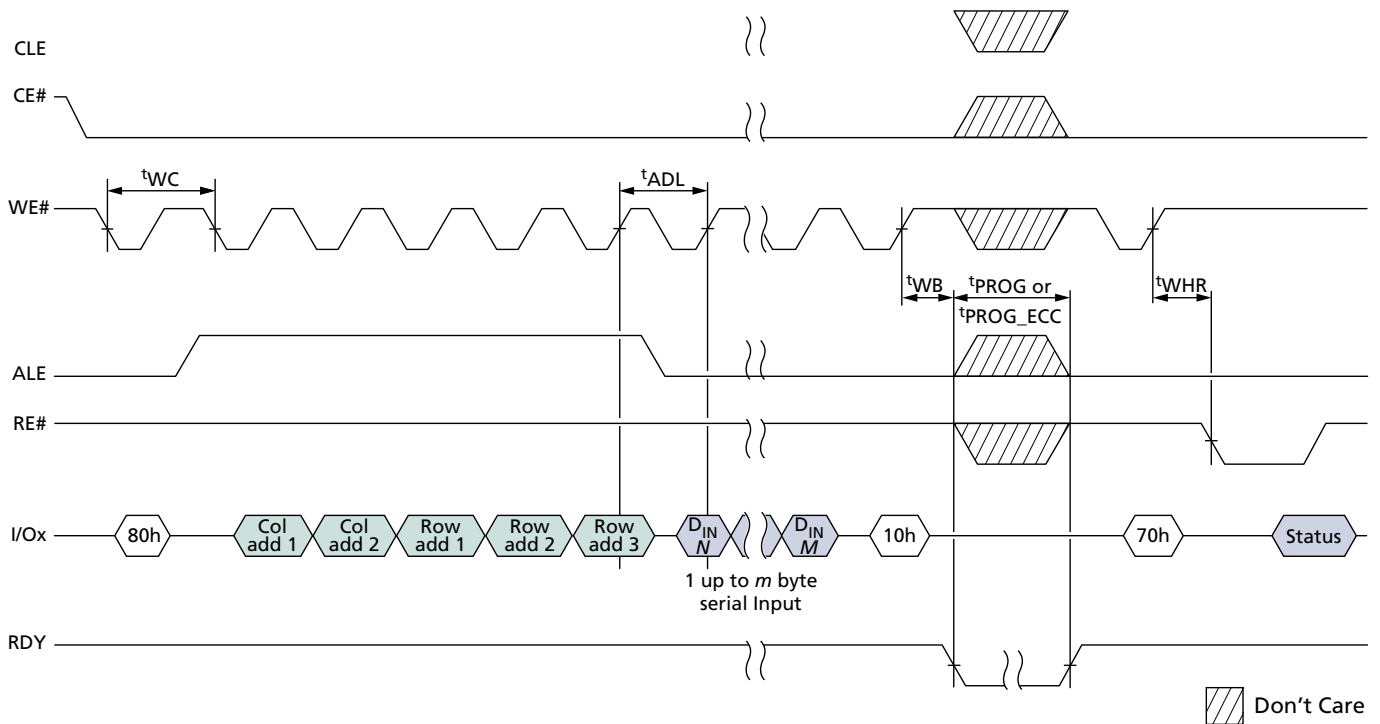 CLE
CE#
tWC
tADL
WE#
tWB
tPROG or
tPROG_ECC
tWHR
ALE
RE#
I/Ox
80h
Col
add 1
Col
add 2
Row
add 1
Row
add 2
Row
add 3
DIN
N
DIN
M
10h
70h
Status
1 up to m byte
serial Input
RDY
Don't Care